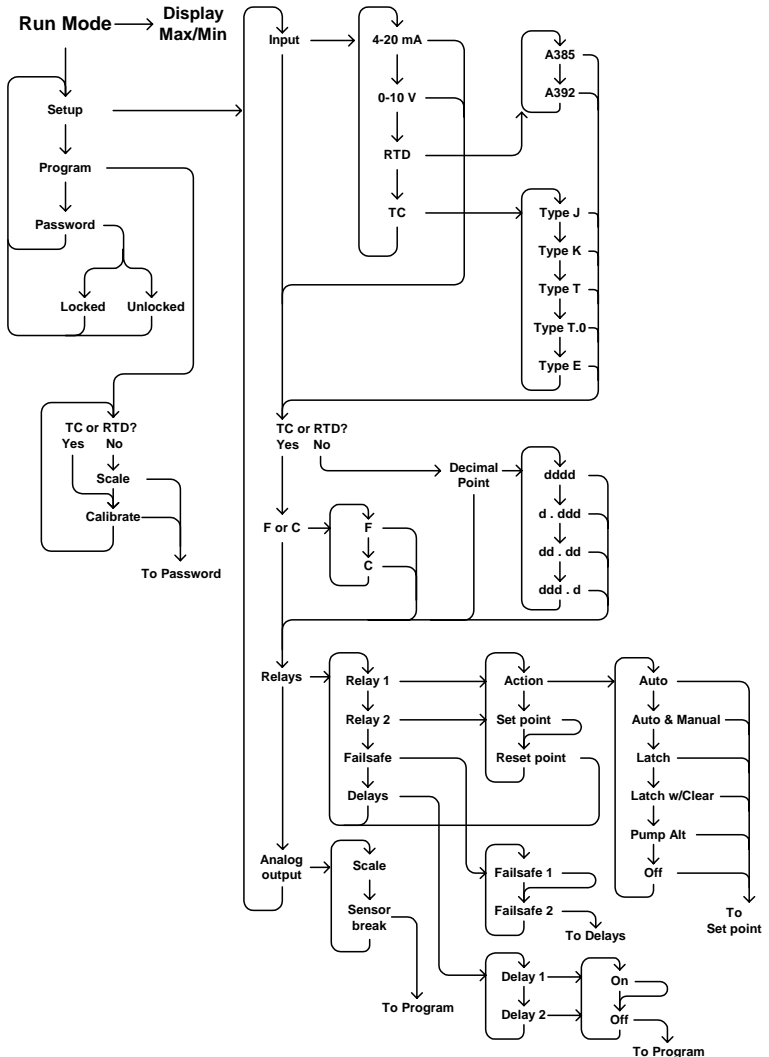 Run Mode
Display
Max/Min
Setup
Program
Password
Locked
Unlocked
TC or RTD?
Yes
No
Scale
Calibrate
To Password
Input
4-20 mA
0-10 V
RTD
TC
A385
A392
Type J
Type K
Type T
Type T.0
Type E
TC or RTD?
Yes
No
Decimal
Point
dddd
d . ddd
dd . dd
ddd . d
F or C
F
C
Relays
Relay 1
Relay 2
Failsafe
Delays
Action
Set point
Reset point
Auto
Auto & Manual
Latch
Latch w/Clear
Pump Alt
Off
To
Set point
Analog
output
Scale
Sensor
break
To Program
Failsafe 1
Failsafe 2
To Delays
Delay 1
Delay 2
On
Off
To Program